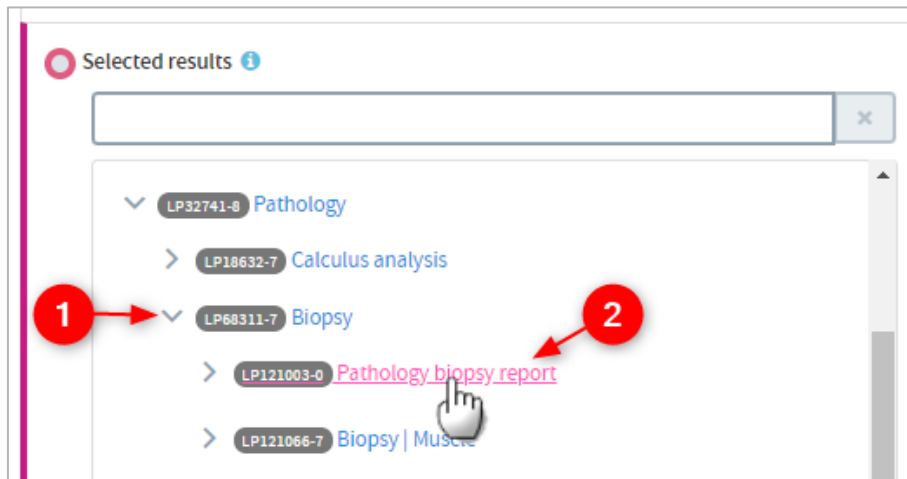 Selected results i
×
LP32741-8 Pathology
LP18632-7 Calculus analysis
1 LP68311-7 Biopsy 2
LP121003-0 Pathology biopsy report
LP121066-7 Biopsy | Muscle